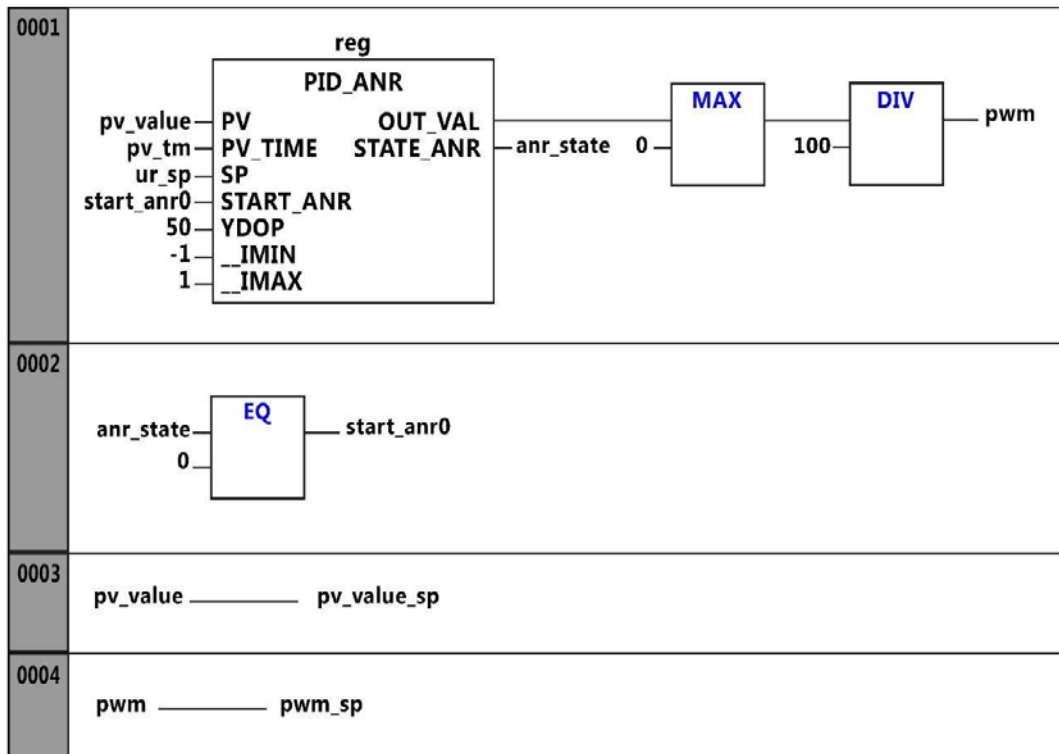 0001
reg
PID_ANR
MAX
DIV
pv_value PV OUT_VAL pwm
pv_tm PV_TIME STATE_ANR anr_state 0 100
ur_sp SP
start_anr0 START_ANR
50 YDOP
-1 __IMIN
1 __IMAX
0002
EQ
anr_state start_anr0
0
0003
pv_value pv_value_sp
0004
pwm pwm_sp